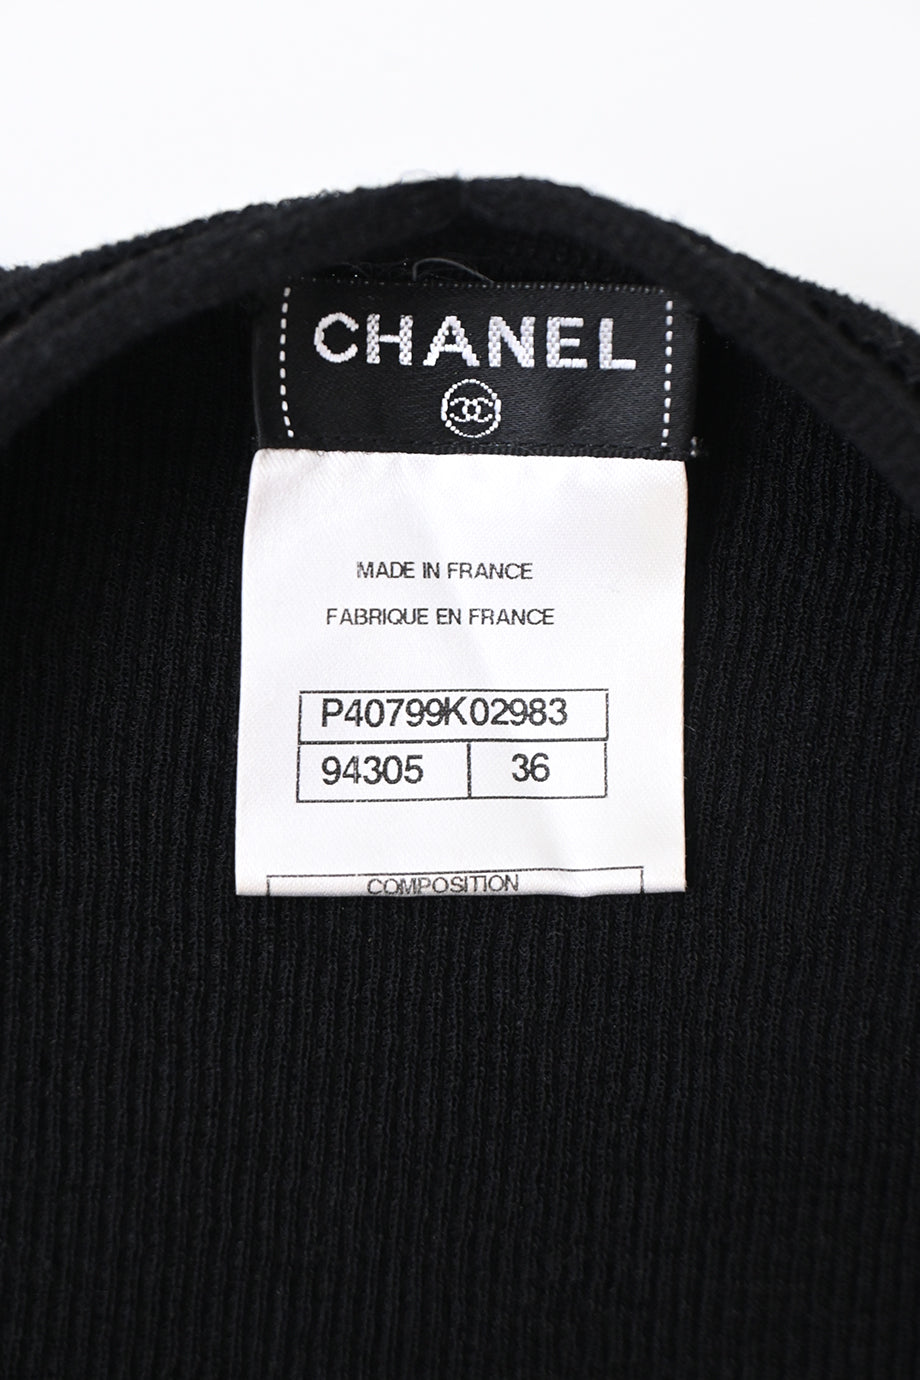 CHANEL
MADE IN FRANCE
FABRIQUE EN FRANCE
P40799K02983
94305 36
COMPOSITION